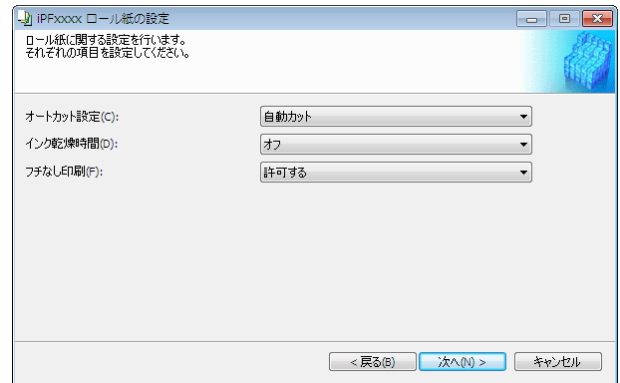 iPFxxxx ロール紙の設定
ロール紙に関する設定を行います。
それぞれの項目を設定してください。
オートカット設定(C): 自動カット
インク乾燥時間(D): オフ
フチなし印刷(F): 許可する
< 戻る(B) 次へ(N) > キャンセル